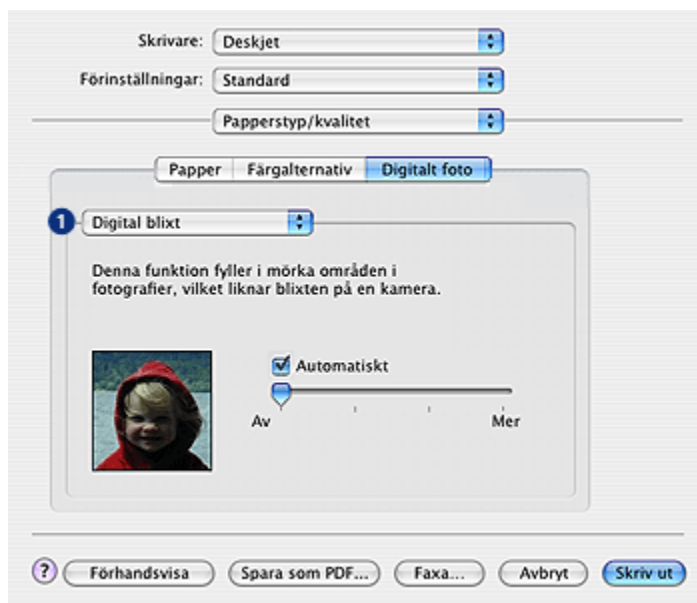 Skrivare: Deskjet
Förinställningar: Standard
Papperstyp/kvalitet
Papper Färgalternativ Digitalt foto
1 Digital blixt
Denna funktion fyller i mörka områden i
fotografier, vilket liknar blixten på en kamera.
Automatiskt
Av Mer
? Förhandsvisa Spara som PDF... Faxa... Avbryt Skriv ut